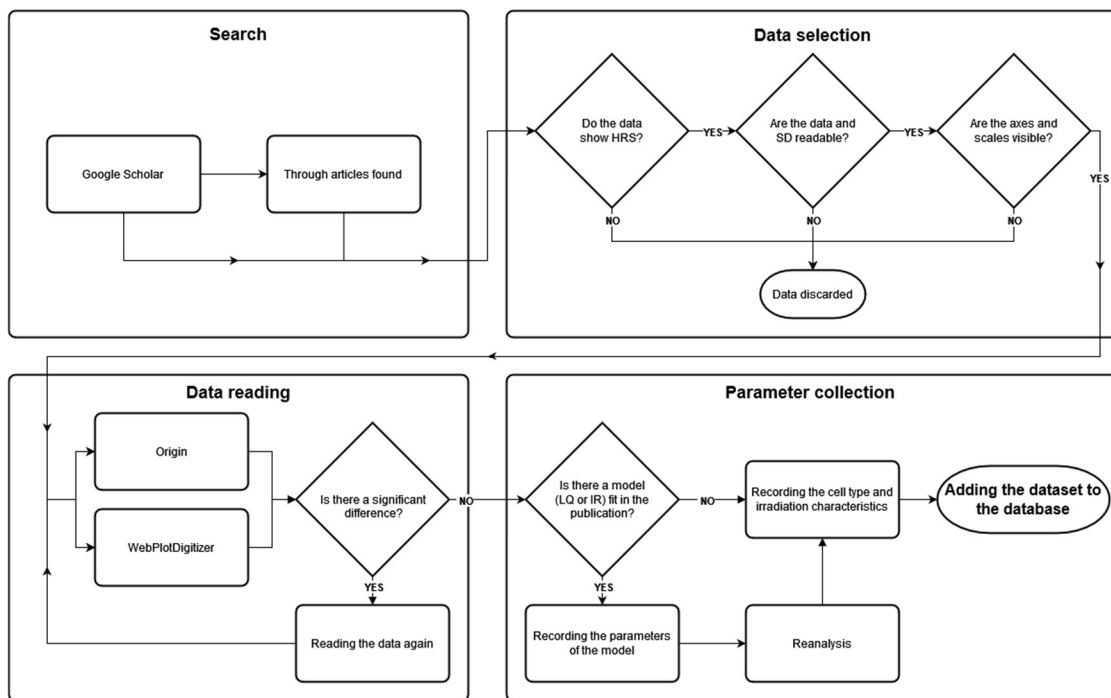 Search
Google Scholar
Through articles found
Data selection
Do the data
show HRS?
YES
Are the data and
SD readable?
YES
Are the axes and
scales visible?
YES
NO
NO
NO
Data discarded
Data reading
Origin
WebPlotDigitizer
Is there a significant
difference?
NO
YES
Reading the data again
Parameter collection
Is there a model
(LQ or IR) fit in the
publication?
NO
YES
Recording the cell type and
irradiation characteristics
Adding the dataset to
the database
Recording the parameters
of the model
Reanalysis